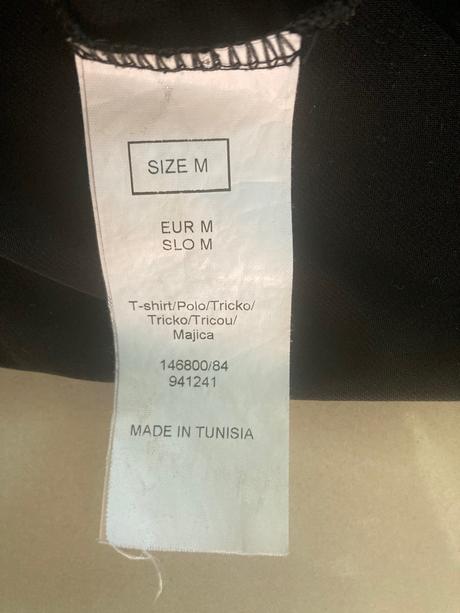 SIZE M
EUR M
SLO M
T-shirt/Polo/Tricko/
Tricko/Tricou/
Majica
146800/84
941241
MADE IN TUNISIA